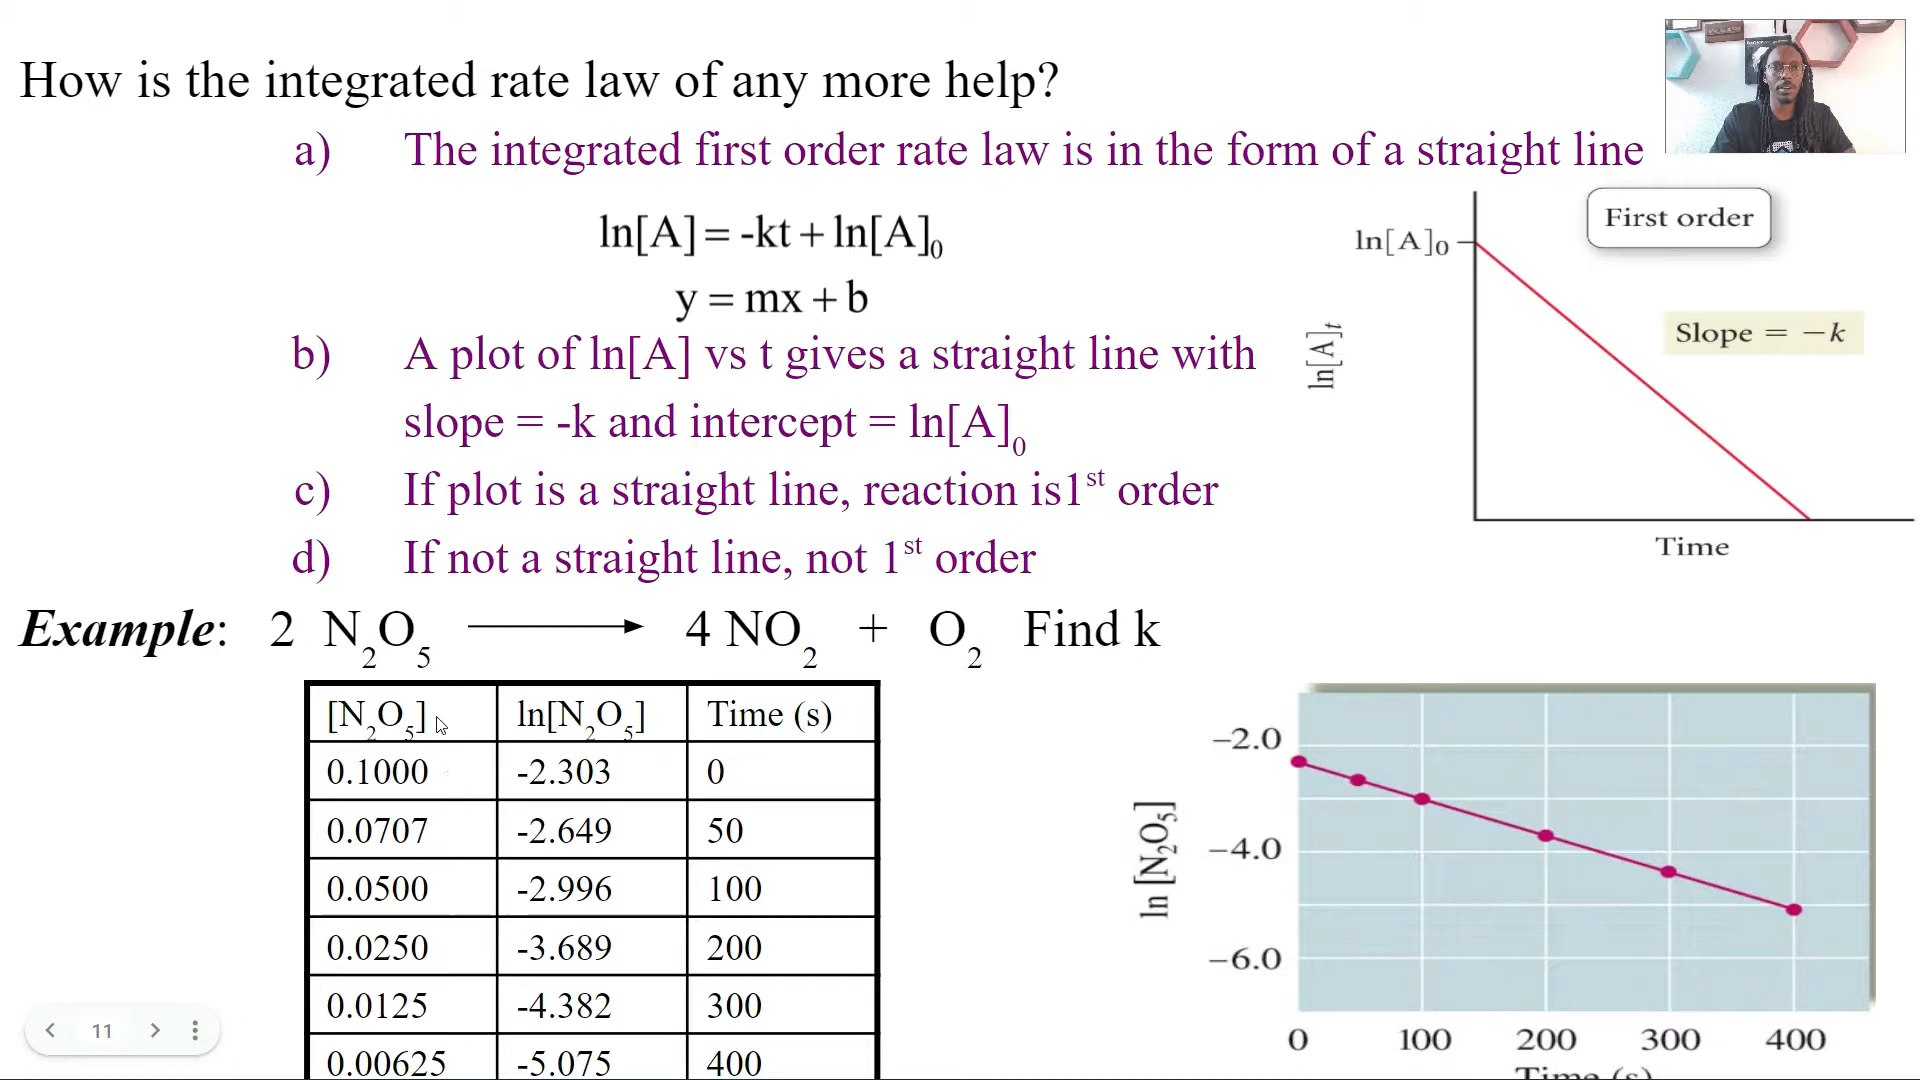 How is the integrated rate law of any more help?
a) The integrated first order rate law is in the form of a straight line
ln[A] = -kt + ln[A]₀
y = mx + b
b) A plot of ln[A] vs t gives a straight line with
slope = -k and intercept = ln[A]₀
c) If plot is a straight line, reaction is1ˢᵗ order
d) If not a straight line, not 1ˢᵗ order
First order
ln[A]₀
Slope = −k
ln[A]ₜ
Time
Example: 2 N₂O₅ ⟶ 4 NO₂ + O₂ Find k
[N₂O₅] ln[N₂O₅] Time (s)
0.1000 -2.303 0
0.0707 -2.649 50
0.0500 -2.996 100
0.0250 -3.689 200
0.0125 -4.382 300
0.00625 -5.075 400
−2.0
−4.0
−6.0
ln [N₂O₅]
0 100 200 300 400
Time (s)
11